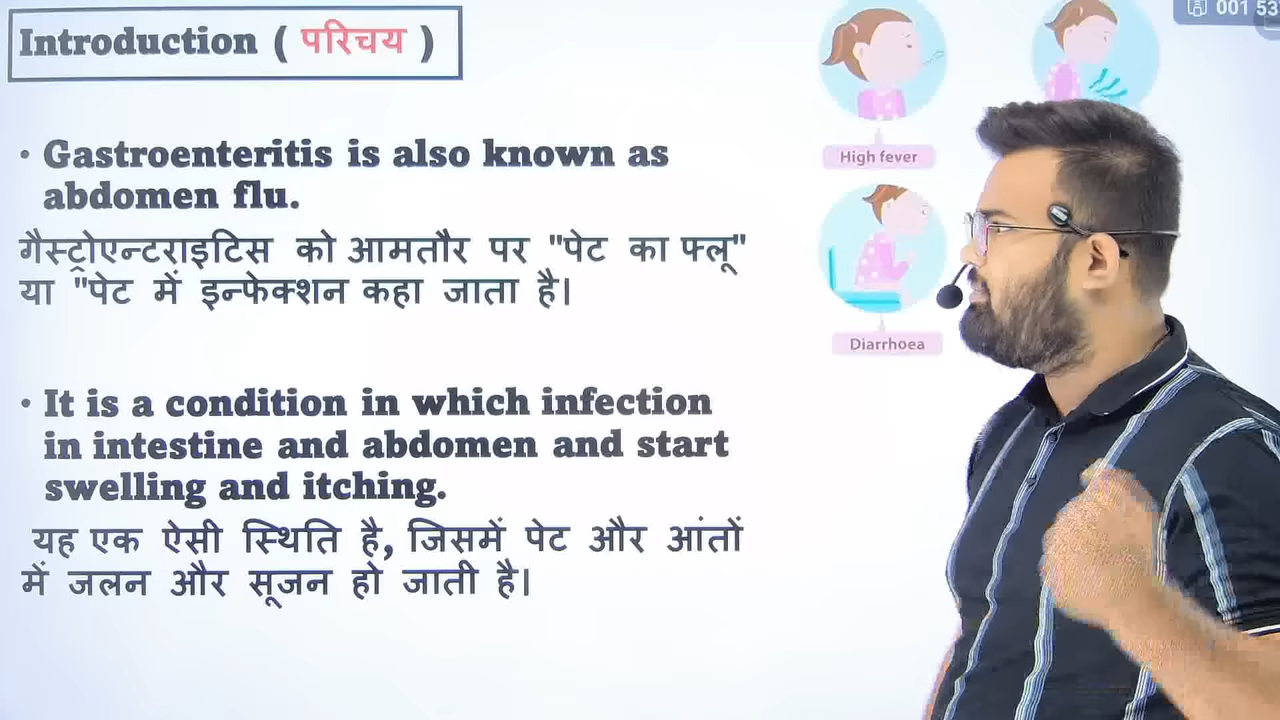 Introduction ( परिचय )
001 53
High fever
• Gastroenteritis is also known as
abdomen flu.
गैस्ट्रोएन्टराइटिस को आमतौर पर "पेट का फ्लू"
या "पेट में इन्फेक्शन कहा जाता है।
Diarrhoea
• It is a condition in which infection
in intestine and abdomen and start
swelling and itching.
यह एक ऐसी स्थिति है, जिसमें पेट और आंतों
में जलन और सूजन हो जाती है।